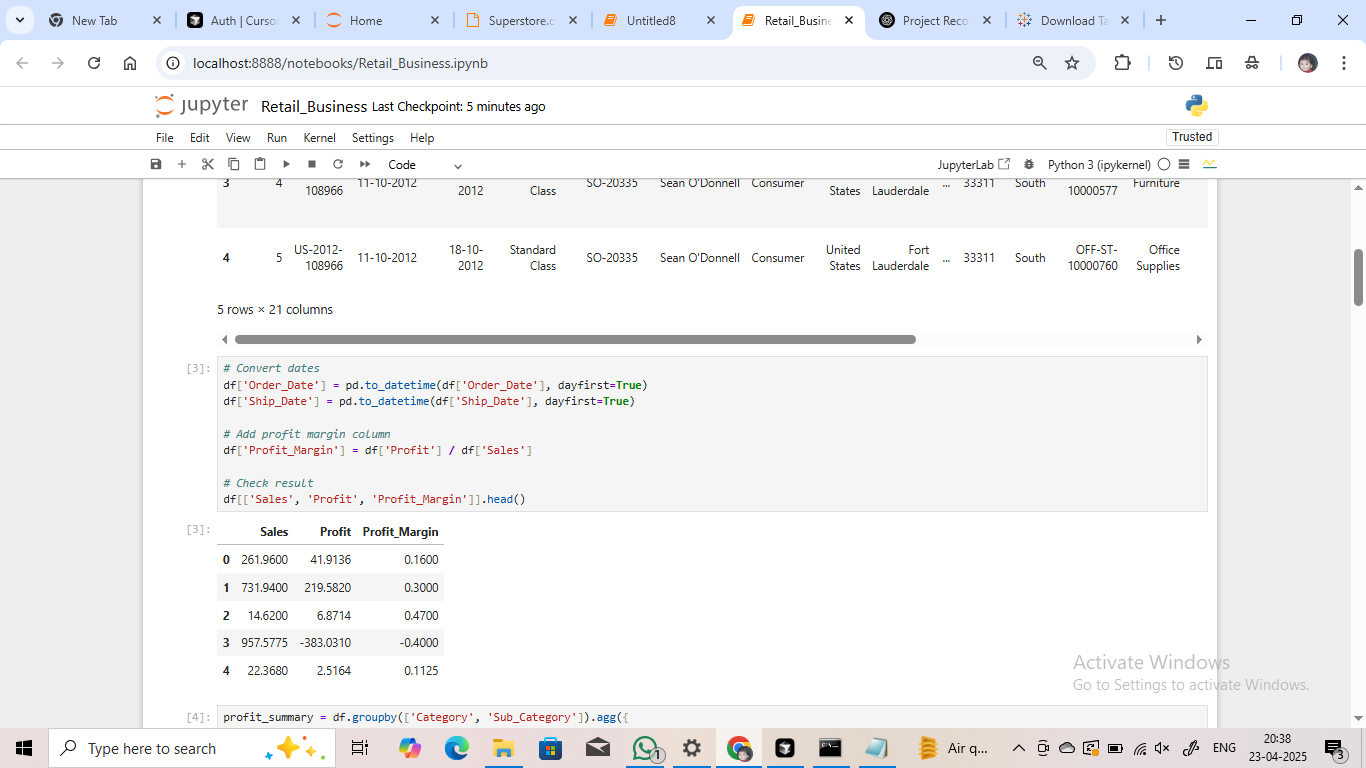 New Tab
Auth | Curso
Home
Superstore.c
Untitled8
Retail_Busine
Project Reco
Download Ta
localhost:8888/notebooks/Retail_Business.ipynb
jupyter Retail_Business Last Checkpoint: 5 minutes ago
File Edit View Run Kernel Settings Help
Trusted
Code
JupyterLab
Python 3 (ipykernel)
3 4 108966 11-10-2012 2012 Class SO-20335 Sean O'Donnell Consumer States Lauderdale ... 33311 South 10000577 Furniture
US-2012- 18-10- Standard United Fort OFF-ST- Office
4 5 11-10-2012 SO-20335 Sean O'Donnell Consumer ... 33311 South
108966 2012 Class States Lauderdale 10000760 Supplies
5 rows × 21 columns
[3]: # Convert dates
df['Order_Date'] = pd.to_datetime(df['Order_Date'], dayfirst=True)
df['Ship_Date'] = pd.to_datetime(df['Ship_Date'], dayfirst=True)
# Add profit margin column
df['Profit_Margin'] = df['Profit'] / df['Sales']
# Check result
df[['Sales', 'Profit', 'Profit_Margin']].head()
[3]: Sales Profit Profit_Margin
0 261.9600 41.9136 0.1600
1 731.9400 219.5820 0.3000
2 14.6200 6.8714 0.4700
3 957.5775 -383.0310 -0.4000
4 22.3680 2.5164 0.1125
Activate Windows
Go to Settings to activate Windows.
[4]: profit_summary = df.groupby(['Category', 'Sub_Category']).agg({
Type here to search
1
Air q...
ENG
20:38
23-04-2025
3